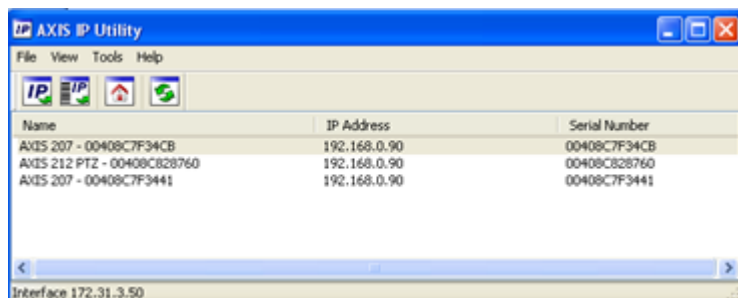 AXIS IP Utility
File View Tools Help
IP IP
Name IP Address Serial Number
AXIS 207 - 00408C7F34CB 192.168.0.90 00408C7F34CB
AXIS 212 PTZ - 00408C828760 192.168.0.90 00408C828760
AXIS 207 - 00408C7F3441 192.168.0.90 00408C7F3441
Interface 172.31.3.50